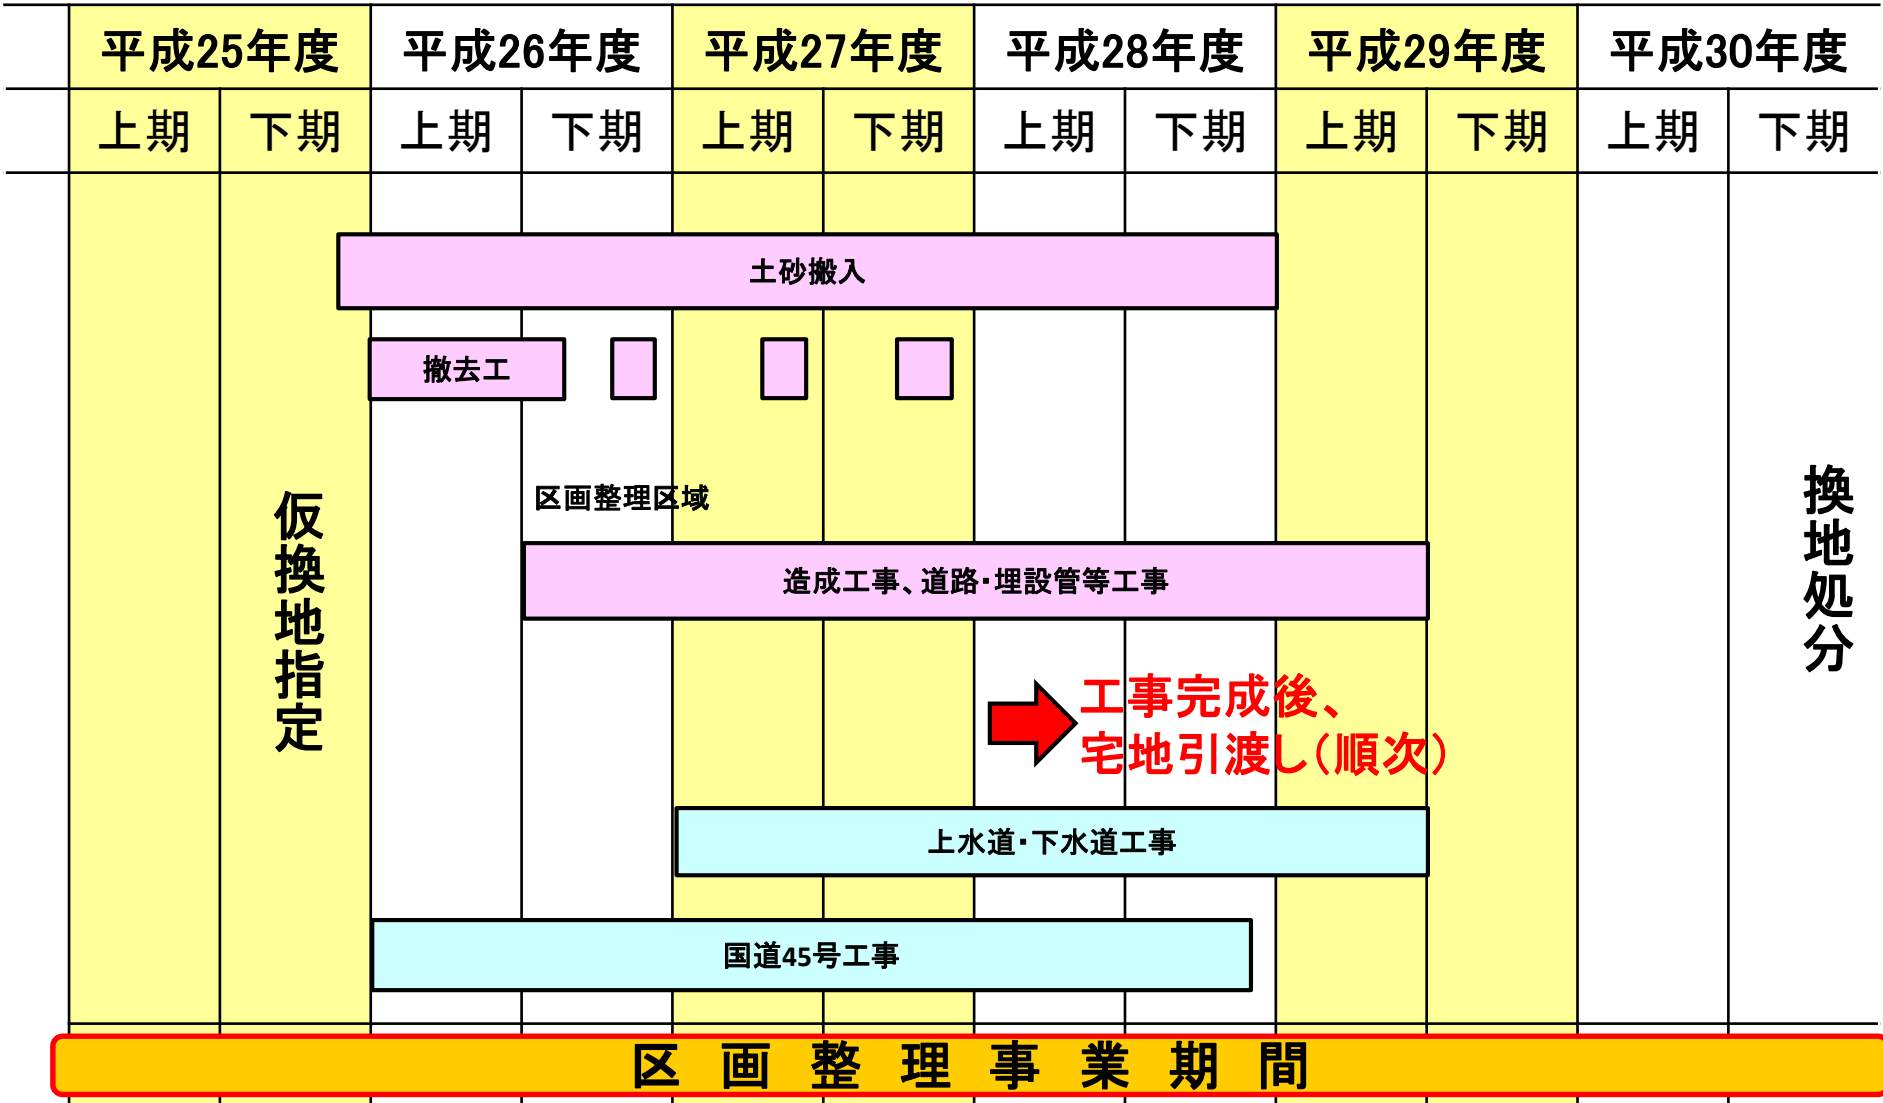 平成25年度 平成26年度 平成27年度 平成28年度 平成29年度 平成30年度
上期 下期 上期 下期 上期 下期 上期 下期 上期 下期 上期 下期
土砂搬入
撤去工
区画整理区域
仮換地指定
換地処分
造成工事、道路・埋設管等工事
工事完成後、
宅地引渡し(順次)
上水道・下水道工事
国道45号工事
区画整理事業期間